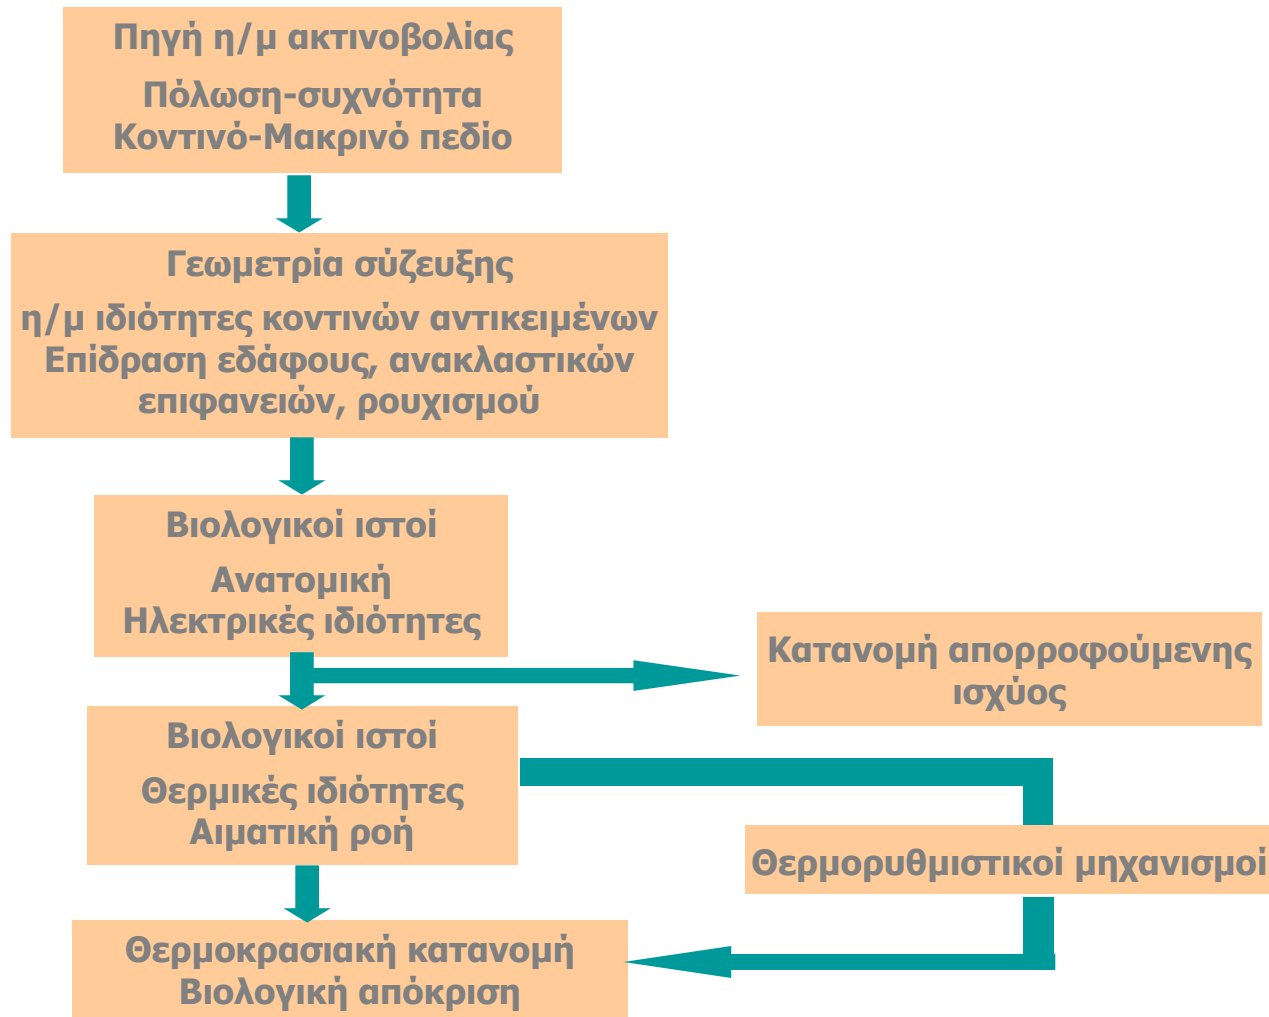 Πηγή η/μ ακτινοβολίας
Πόλωση-συχνότητα
Κοντινό-Μακρινό πεδίο
Γεωμετρία σύζευξης
η/μ ιδιότητες κοντινών αντικειμένων
Επίδραση εδάφους, ανακλαστικών
επιφανειών, ρουχισμού
Βιολογικοί ιστοί
Ανατομική
Ηλεκτρικές ιδιότητες
Κατανομή απορροφούμενης
ισχύος
Βιολογικοί ιστοί
Θερμικές ιδιότητες
Αιματική ροή
Θερμορυθμιστικοί μηχανισμοί
Θερμοκρασιακή κατανομή
Βιολογική απόκριση